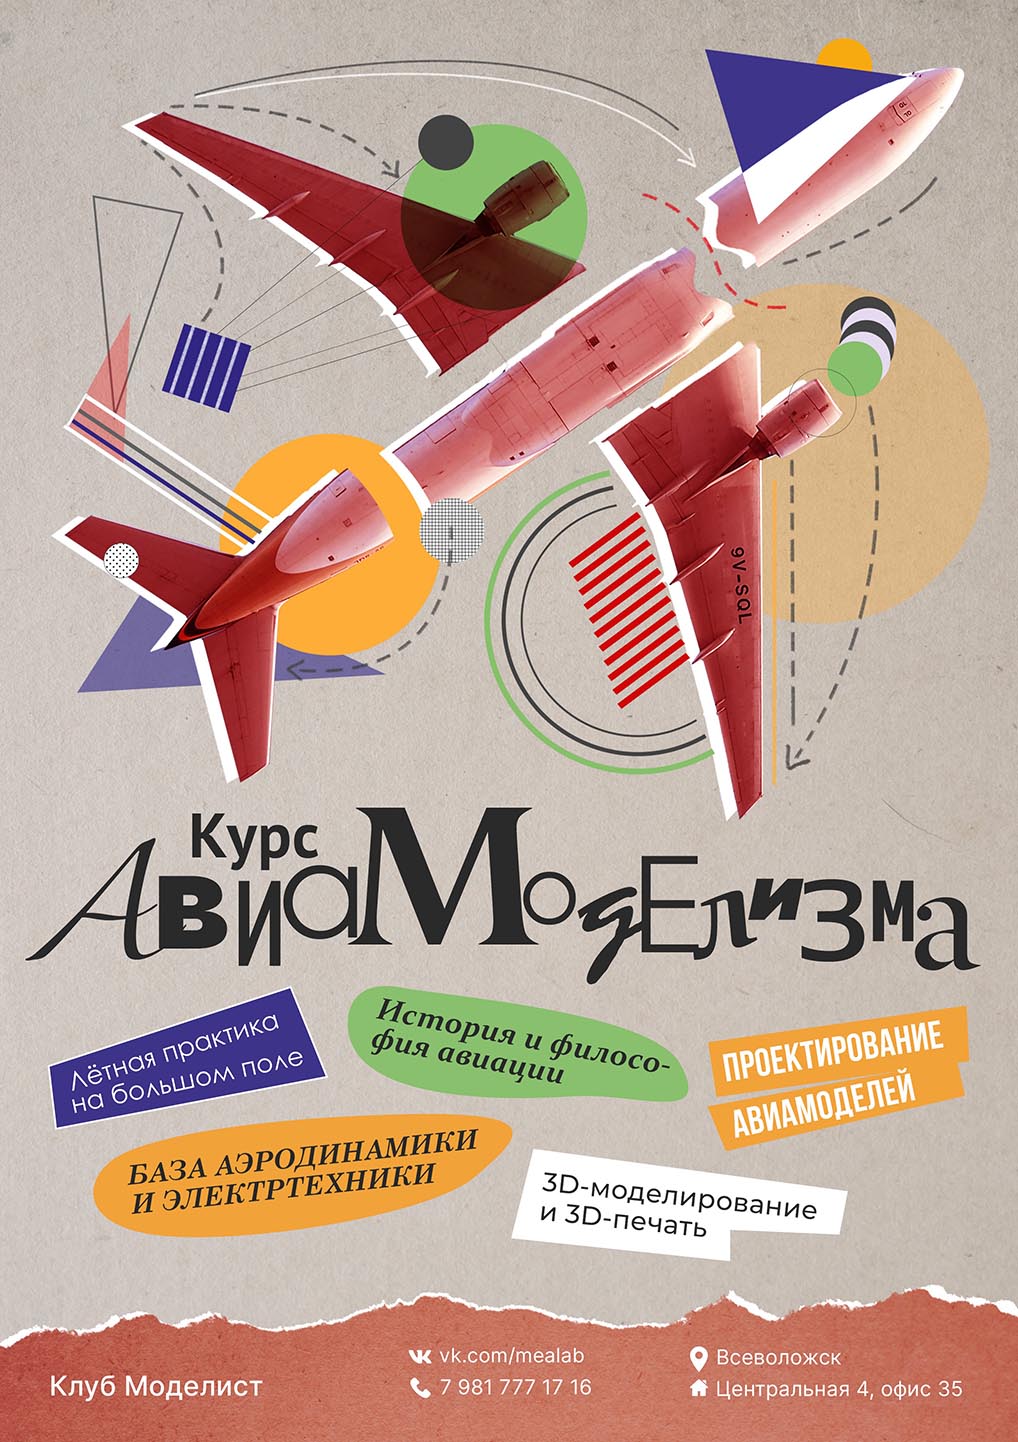 9V-SQL
Курс
АвиаМодЕлизма
Лётная практика
на большом поле
История и филосо-
фия авиации
ПРОЕКТИРОВАНИЕ
АВИАМОДЕЛЕЙ
БАЗА АЭРОДИНАМИКИ
И ЭЛЕКТРТЕХНИКИ
3D-моделирование
и 3D-печать
Клуб Моделист
vk.com/mealab
7 981 777 17 16
Всеволожск
Центральная 4, офис 35